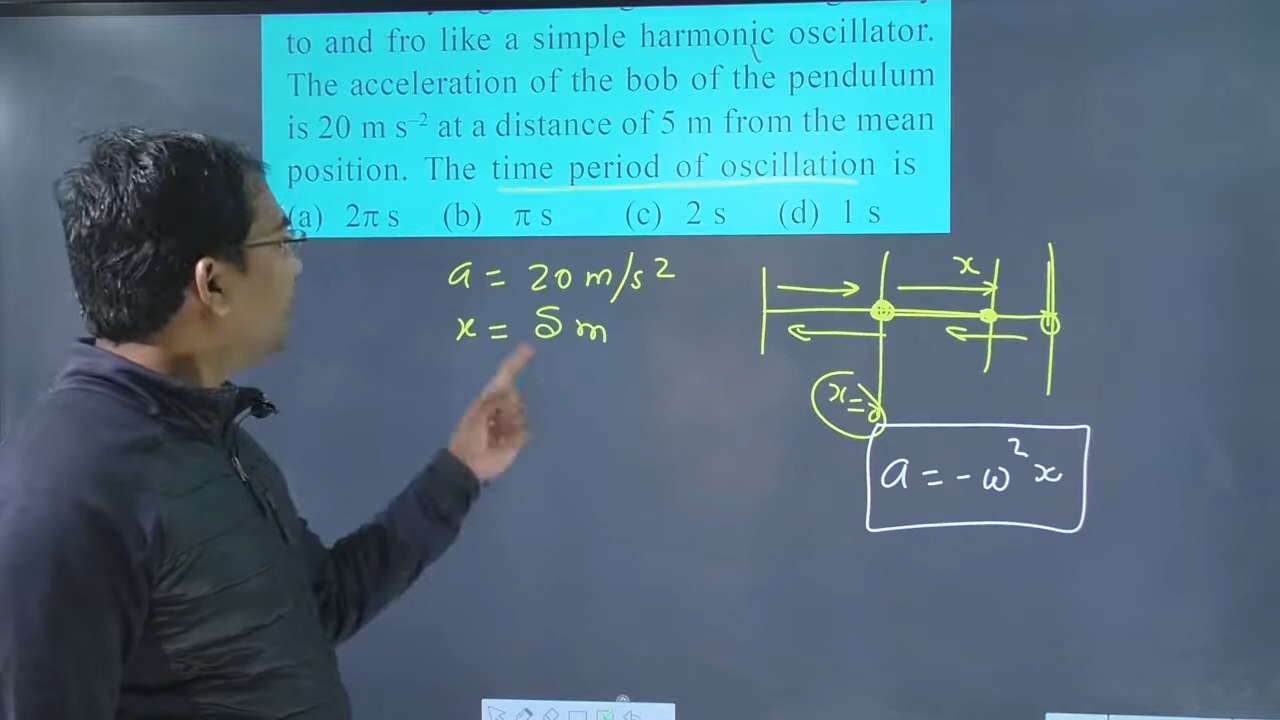 to and fro like a simple harmonic oscillator.
The acceleration of the bob of the pendulum
is 20 m s⁻² at a distance of 5 m from the mean
position. The time period of oscillation is
(a) 2π s (b) π s (c) 2 s (d) 1 s
a = 20 m/s²
x = 5 m
x
x=0
a = -ω²x